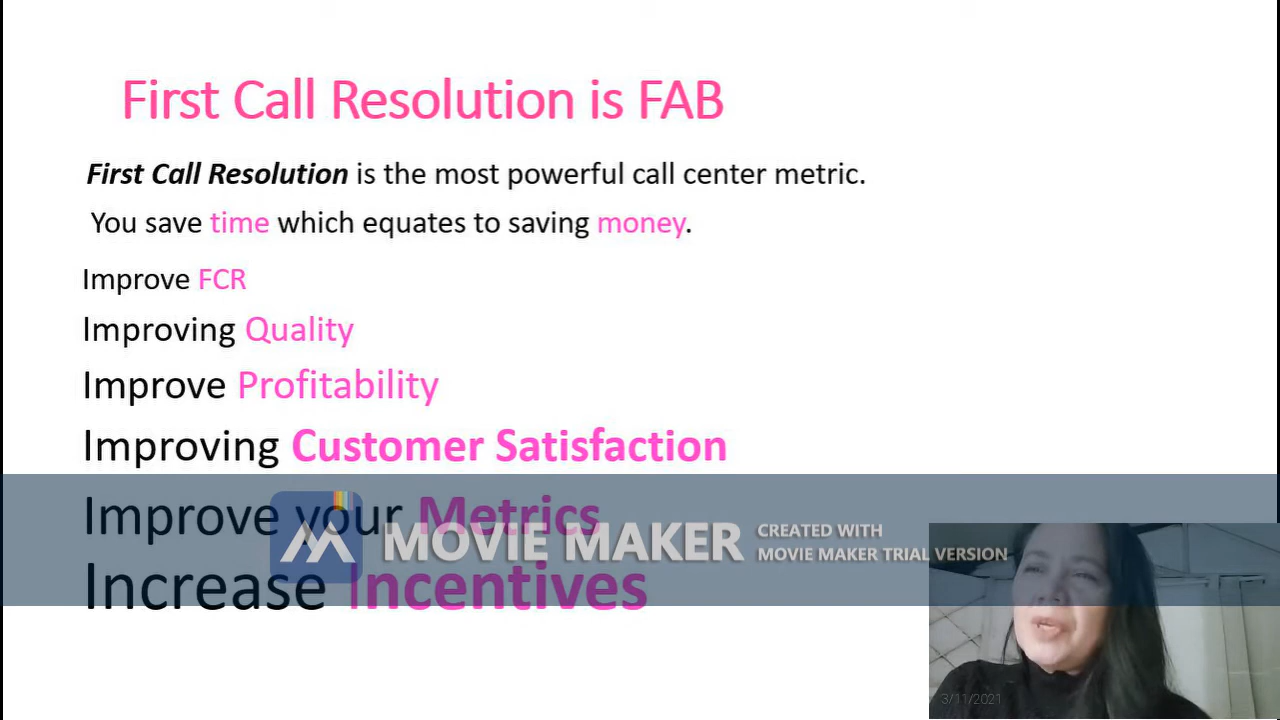 First Call Resolution is FAB
First Call Resolution is the most powerful call center metric.
You save time which equates to saving money.
Improve FCR
Improving Quality
Improve Profitability
Improving Customer Satisfaction
Improve your Metrics
MOVIE MAKER
CREATED WITH
MOVIE MAKER TRIAL VERSION
Increase Incentives
3/11/2021